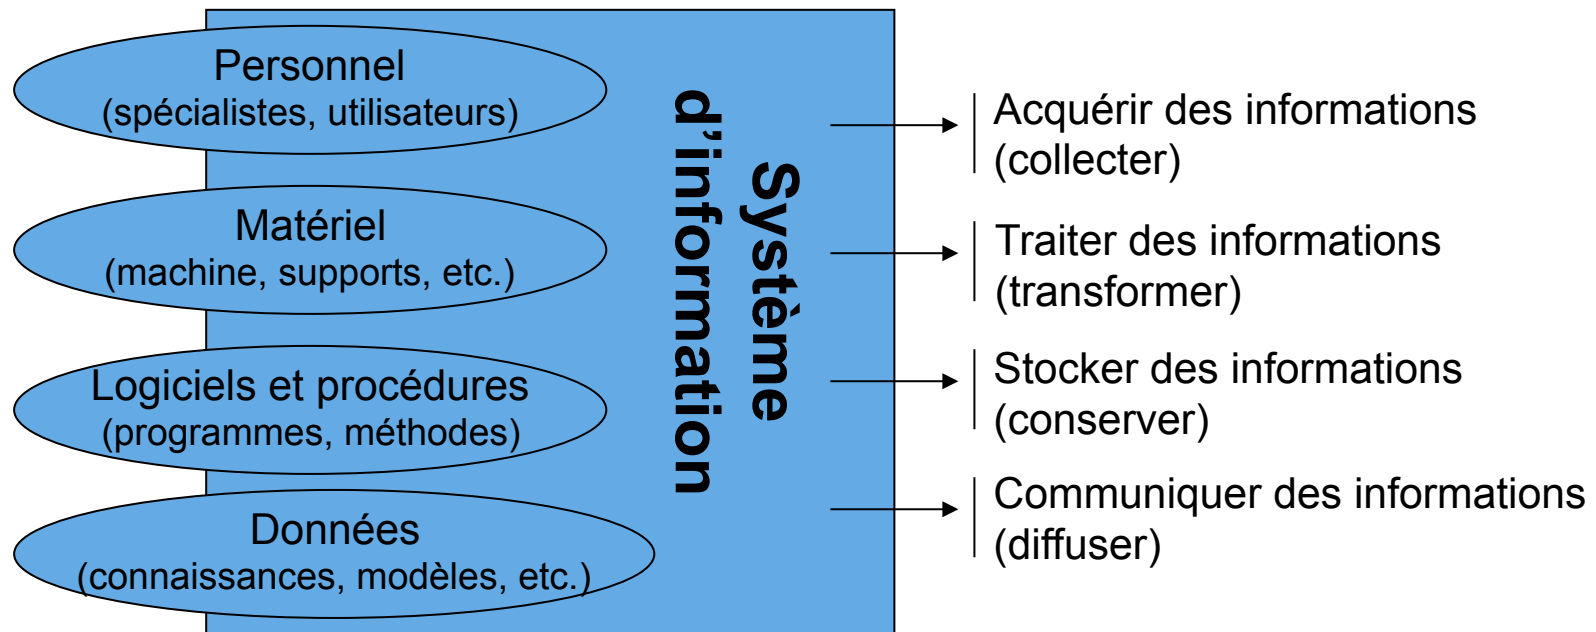 Personnel
(spécialistes, utilisateurs)
Matériel
(machine, supports, etc.)
Logiciels et procédures
(programmes, méthodes)
Données
(connaissances, modèles, etc.)
Système
d'information
Acquérir des informations
(collecter)
Traiter des informations
(transformer)
Stocker des informations
(conserver)
Communiquer des informations
(diffuser)